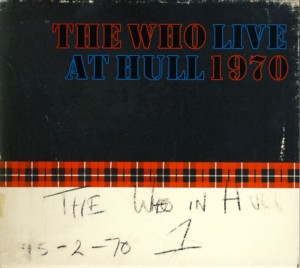 THE WHO LIVE
AT HULL 1970
THE WHO IN HULL
15-2-70 1